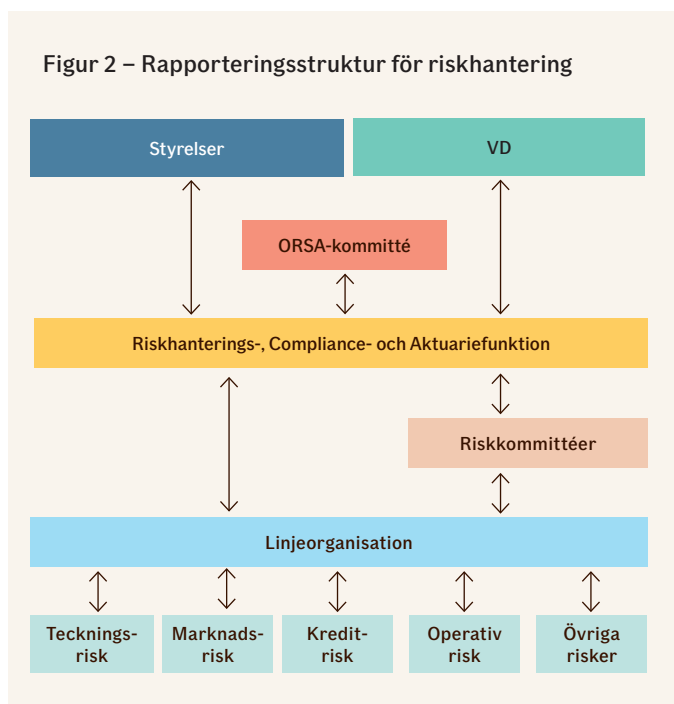 Figur 2 – Rapporteringsstruktur för riskhantering
Styrelser
VD
ORSA-kommitté
Riskhanterings-, Compliance- och Aktuariefunktion
Riskkommittéer
Linjeorganisation
Tecknings-
risk
Marknads-
risk
Kredit-
risk
Operativ
risk
Övriga
risker